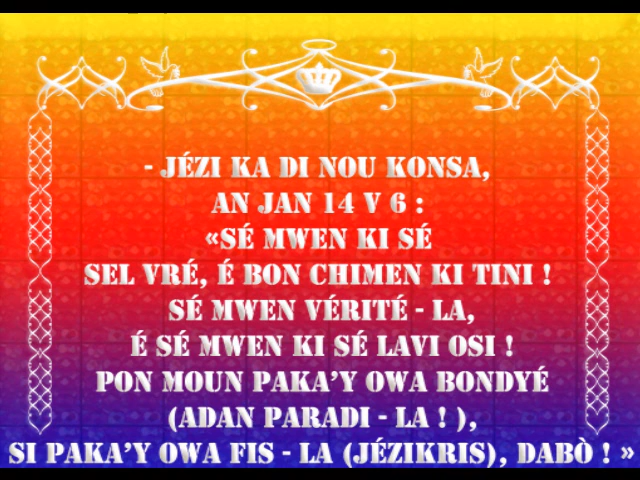 - JÉZI KA DI NOU KONSA,
AN JAN 14 V 6 :
«SÉ MWEN KI SÉ
SEL VRÉ, É BON CHIMEN KI TINI !
SÉ MWEN VÉRITÉ - LA,
É SÉ MWEN KI SÉ LAVI OSI !
PON MOUN PAKA'Y OWA BONDYÉ
(ADAN PARADI - LA ! ),
SI PAKA'Y OWA FIS - LA (JÉZIKRIS), DABÒ ! »